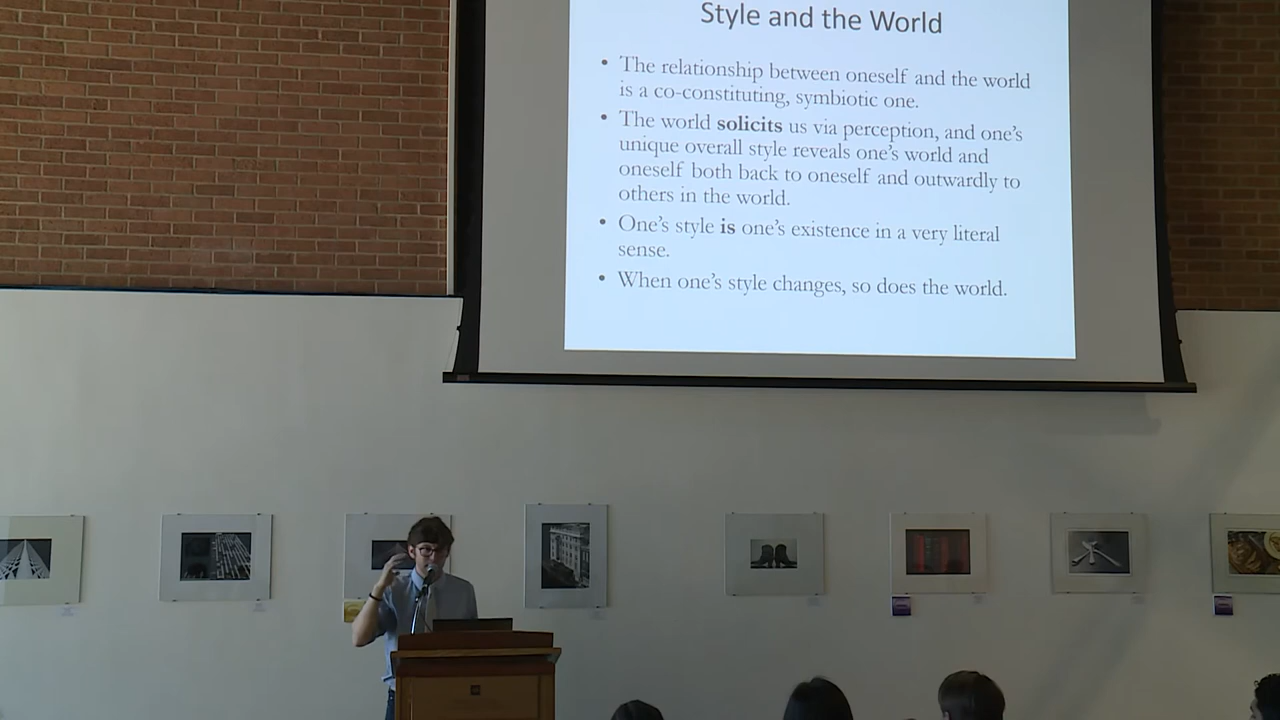 Style and the World
• The relationship between oneself and the world
is a co-constituting, symbiotic one.
• The world solicits us via perception, and one's
unique overall style reveals one's world and
oneself both back to oneself and outwardly to
others in the world.
• One's style is one's existence in a very literal
sense.
• When one's style changes, so does the world.